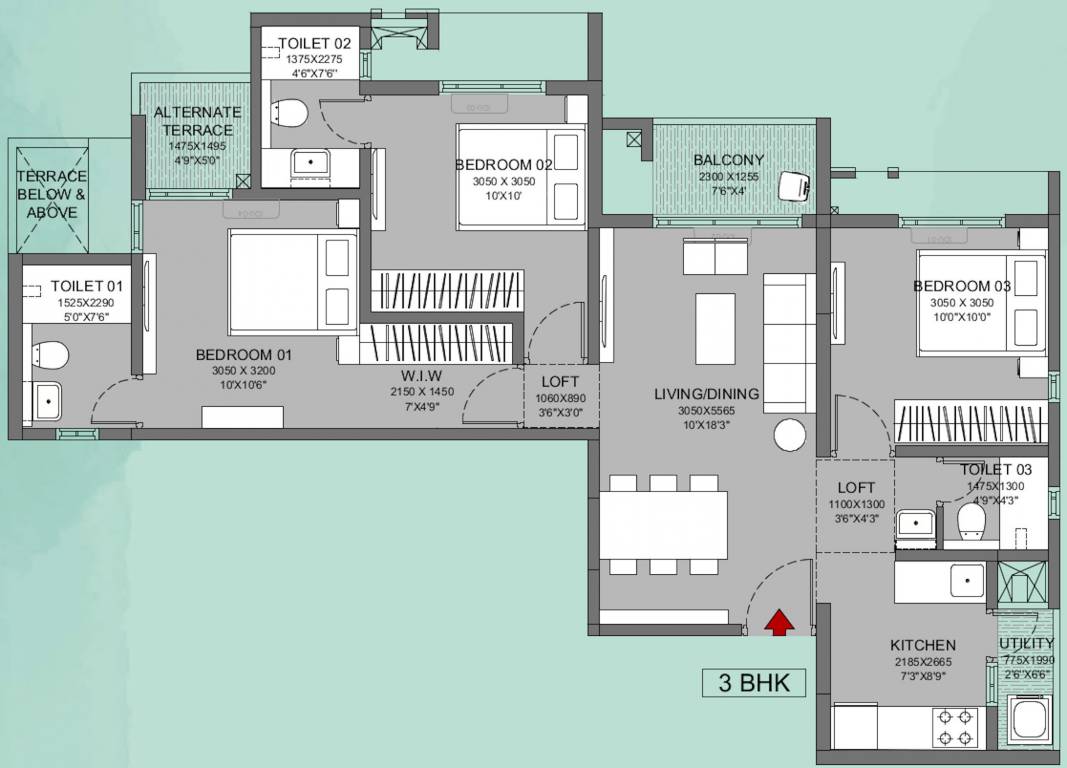 TOILET 02
1375X2275
4'6"X7'6"
ALTERNATE
TERRACE
1475X1495
4'9"X5'0"
TERRACE
BELOW &
ABOVE
BEDROOM 02
3050 X 3050
10'X10'
BALCONY
2300 X1255
7'6"X4'
TOILET 01
1525X2290
5'0"X7'6"
BEDROOM 03
3050 X 3050
10'0"X10'0"
BEDROOM 01
3050 X 3200
10'X10'6"
W.I.W
2150 X 1450
7'X4'9"
LOFT
1060X890
3'6"X3'0"
LIVING/DINING
3050X5565
10'X18'3"
TOILET 03
1475X1300
4'9"X4'3"
LOFT
1100X1300
3'6"X4'3"
KITCHEN
2185X2665
7'3"X8'9"
UTILITY
775X1990
2'6"X6'6"
3 BHK